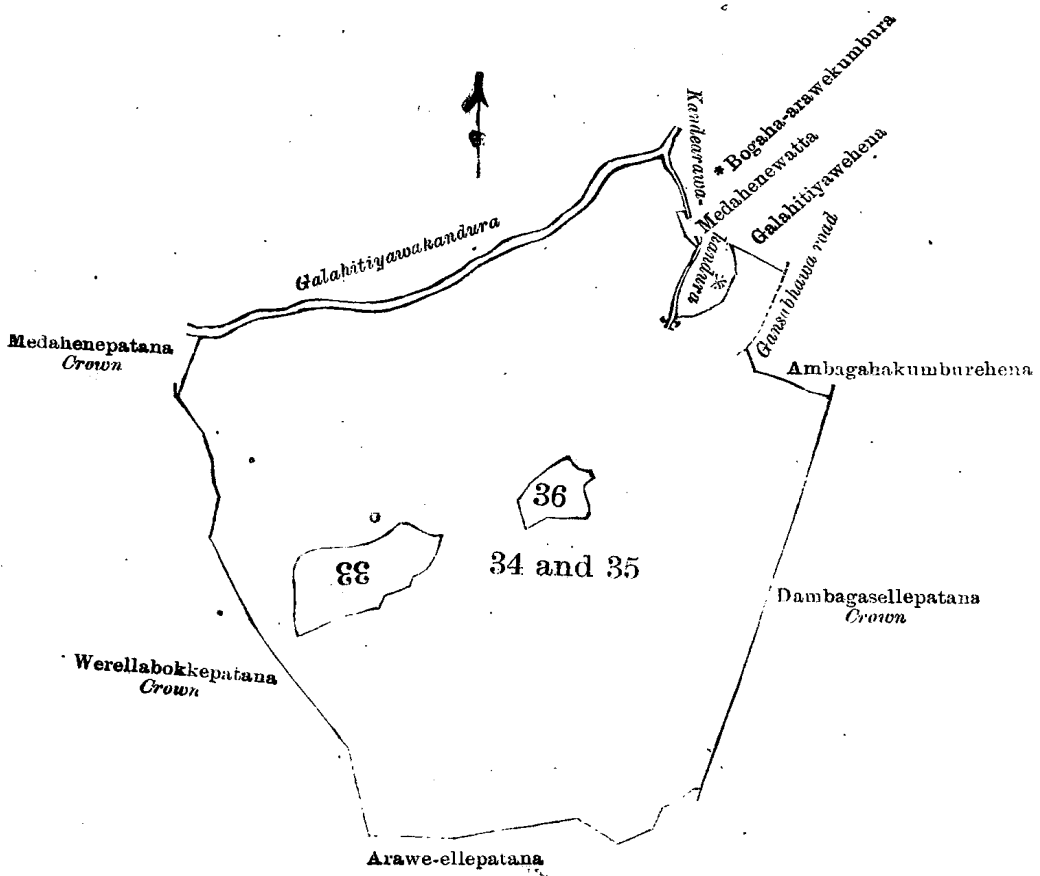 * Bogaha-arawekumbura
Kandearawa-
kandura
Medahenewatta
Galahitiyawehena
Gansabhawa road
Galahitiyawakandura
Medahenepatana
Crown
Ambagahakumburehena
*
36
33
34 and 35
Dambagasellepatana
Crown
Werellabokkepatana
Crown
Arawe-ellepatana